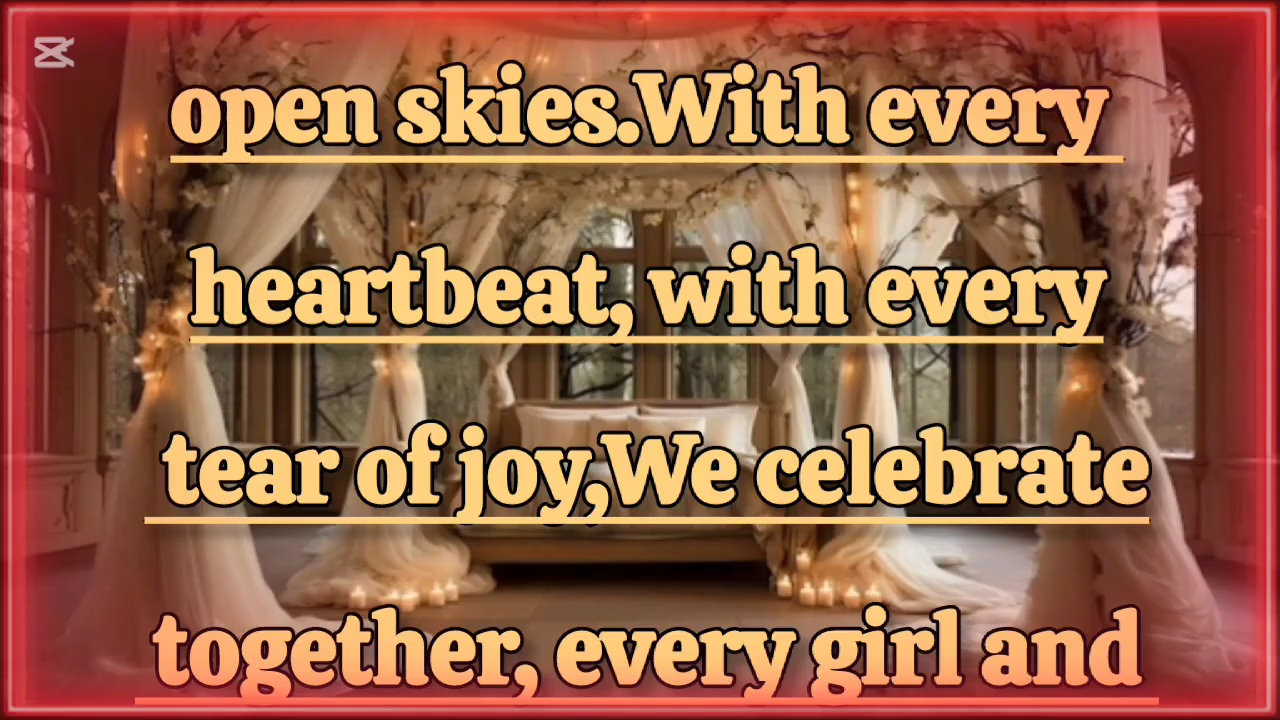 open skies.With every
heartbeat, with every
tear of joy,We celebrate
together, every girl and